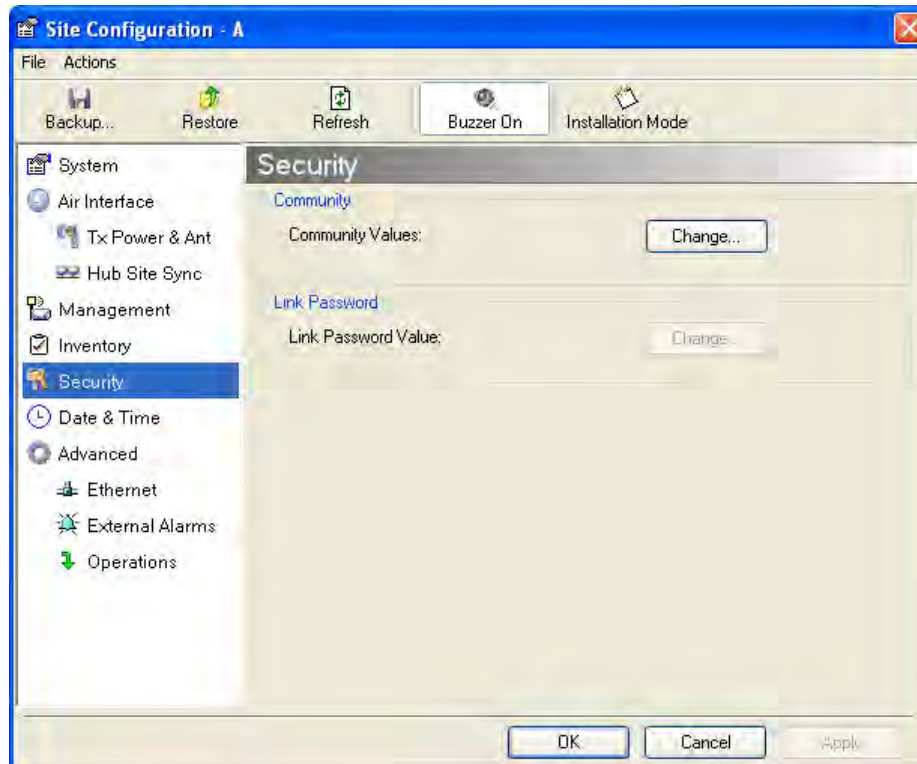 Site Configuration - A
File Actions
Backup... Restore Refresh Buzzer On Installation Mode
System
Air Interface
Tx Power & Ant
Hub Site Sync
Management
Inventory
Security
Date & Time
Advanced
Ethernet
External Alarms
Operations
Security
Community
Community Values: Change...
Link Password
Link Password Value: Change...
OK Cancel Apply